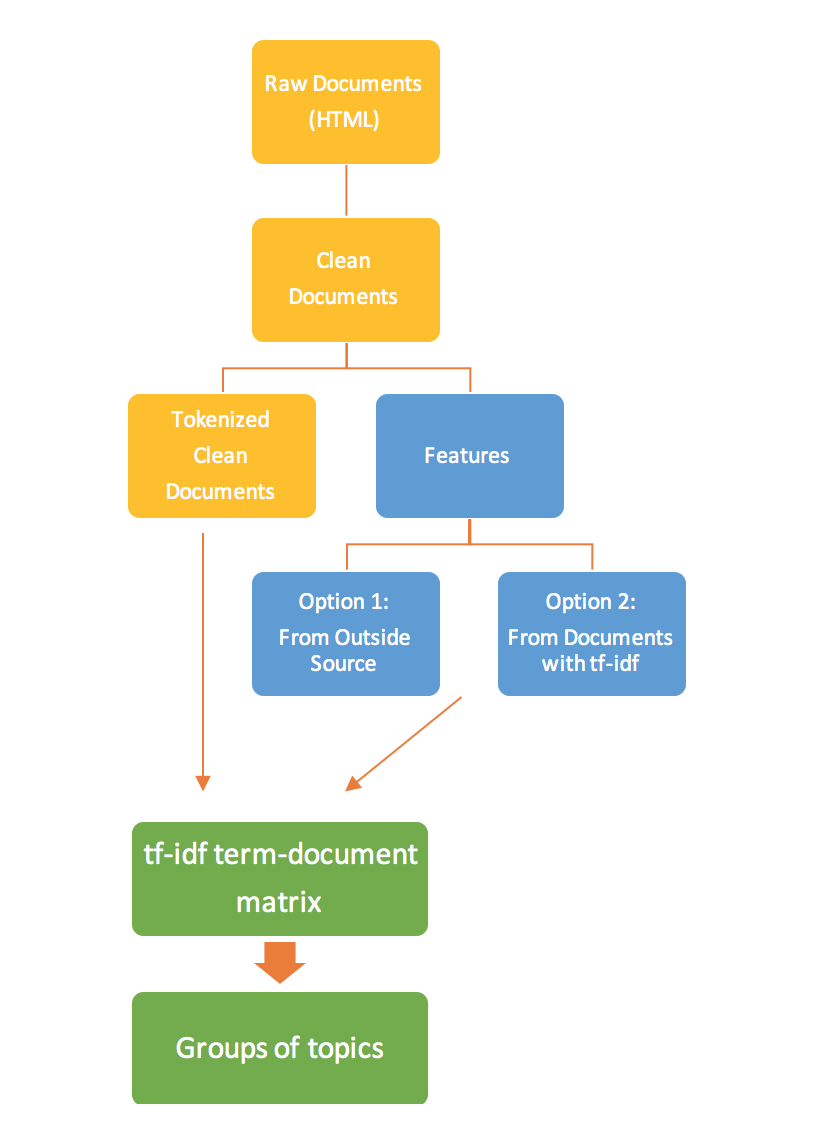 Raw Documents
(HTML)
Clean
Documents
Tokenized
Clean
Documents
Features
Option 1:
From Outside
Source
Option 2:
From Documents
with tf-idf
tf-idf term-document
matrix
Groups of topics